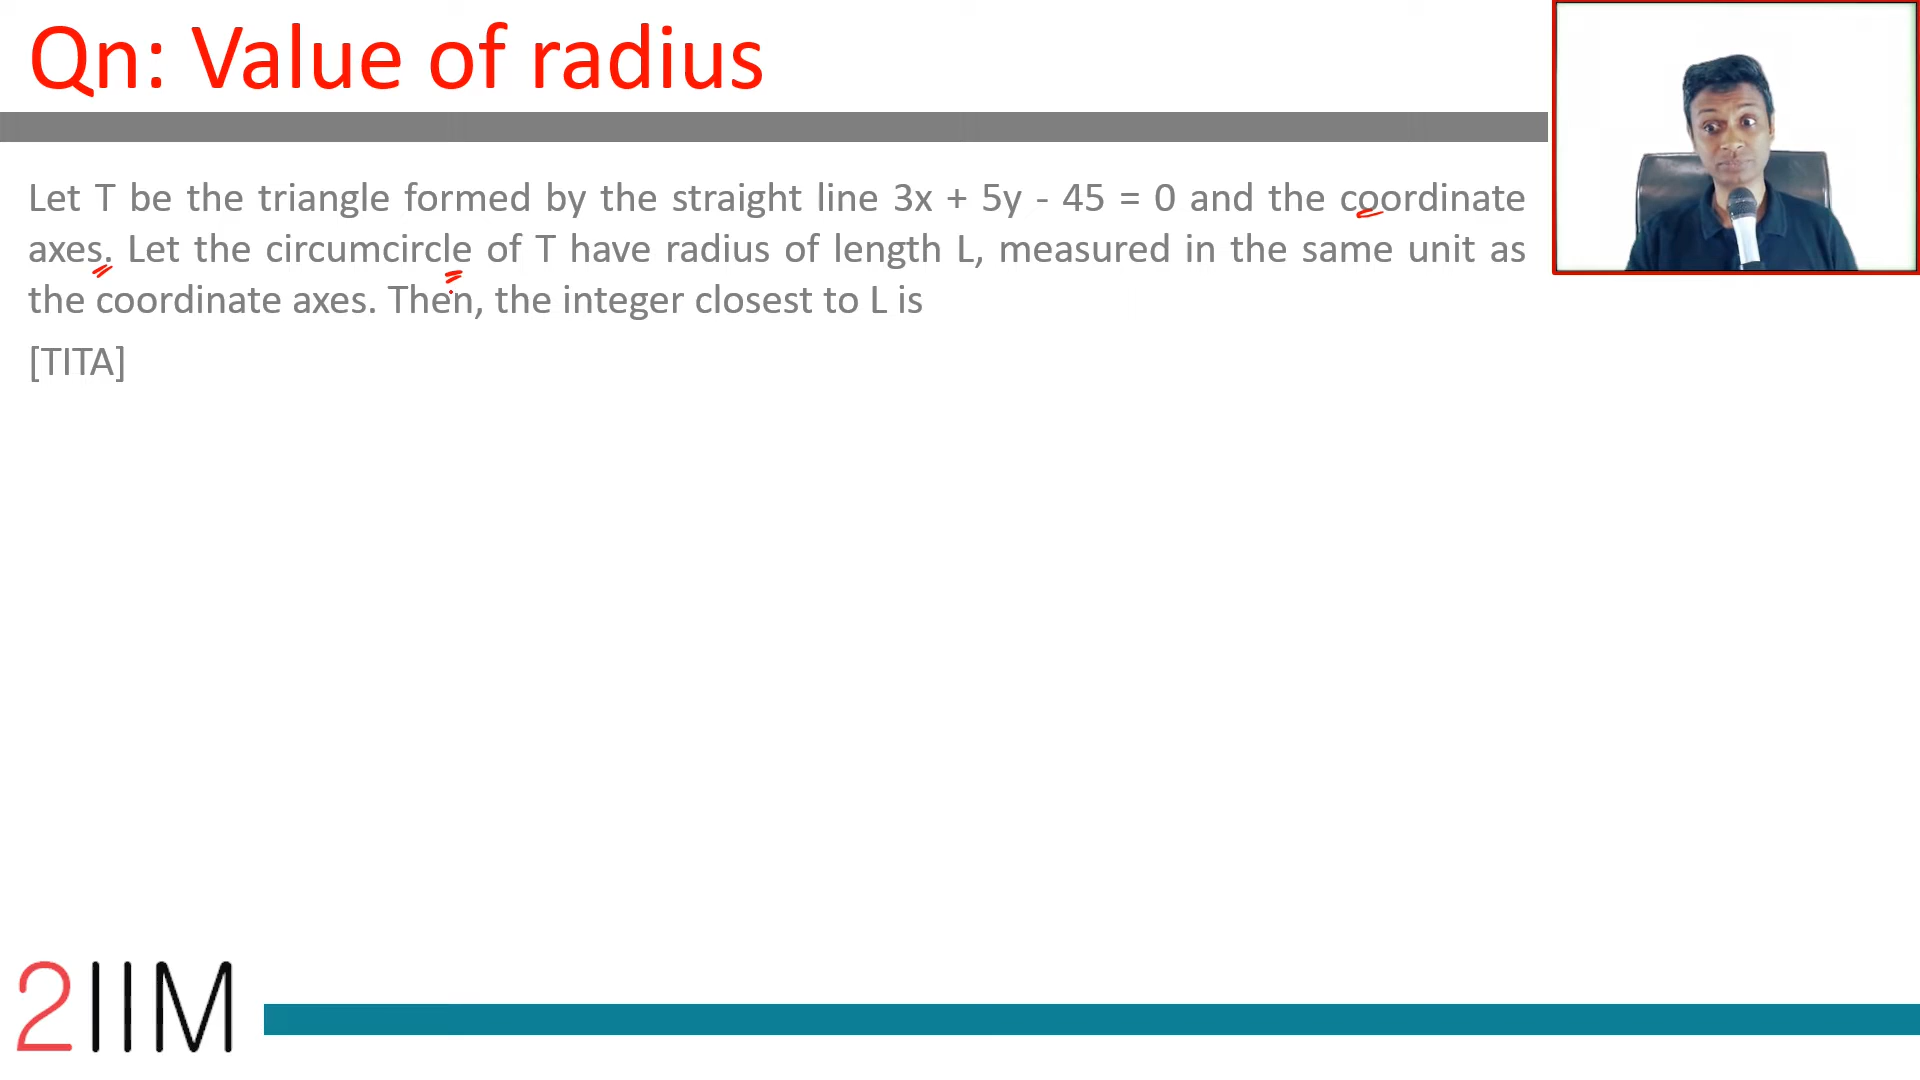 Qn: Value of radius
Let T be the triangle formed by the straight line 3x + 5y - 45 = 0 and the coordinate
axes. Let the circumcircle of T have radius of length L, measured in the same unit as
the coordinate axes. Then, the integer closest to L is
[TITA]
2IIM